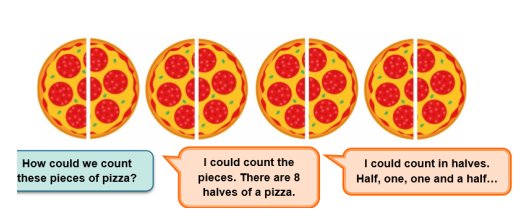 How could we count
these pieces of pizza?
I could count the
pieces. There are 8
halves of a pizza.
I could count in halves.
Half, one, one and a half…